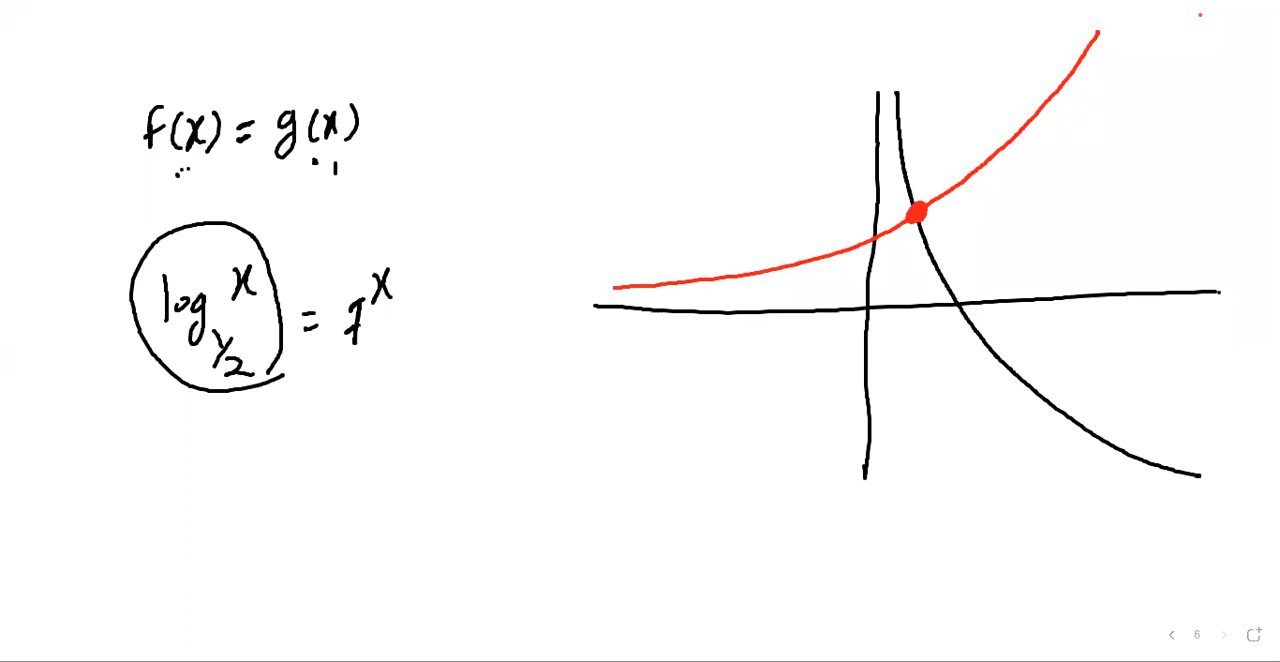 f(x) = g(x)
log_{1/2} x = 7^x
6